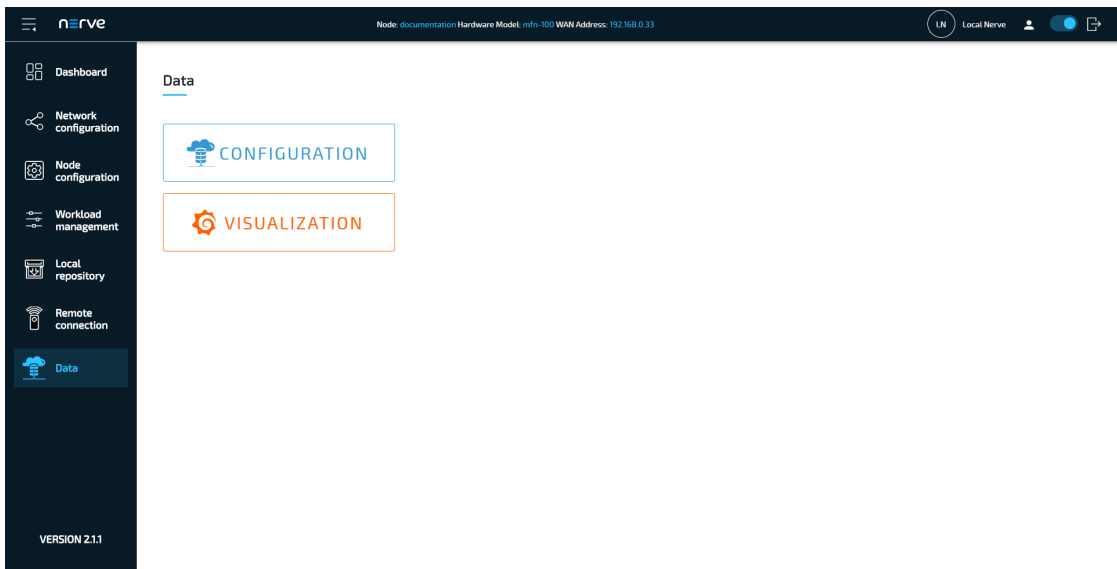 nerve
Node: documentation Hardware Model: mfn-100 WAN Address: 192.168.0.33
LN
Local Nerve
Dashboard
Network
configuration
Node
configuration
Workload
management
Local
repository
Remote
connection
Data
VERSION 2.1.1
Data
CONFIGURATION
VISUALIZATION